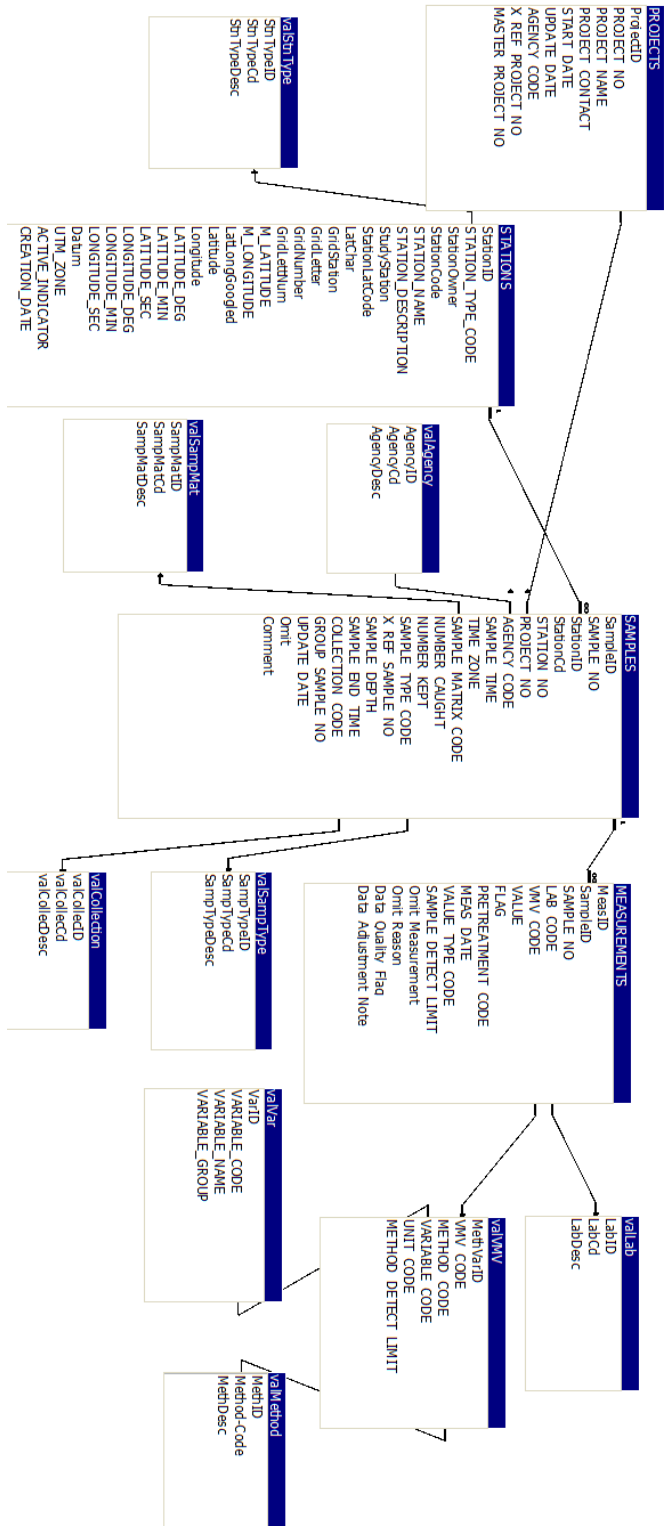 PROJECTS
ProjectID
PROJECT NO
PROJECT NAME
PROJECT CONTACT
START DATE
UPDATE DATE
AGENCY CODE
X REF PROJECT NO
MASTER PROJECT NO
valStnType
StnTypeID
StnTypeCd
StnTypeDesc
STATIONS
StationID
STATION_TYPE_CODE
StationOwner
StationCode
STATION_NAME
STATION_DESCRIPTION
StudyStation
StationLatCode
LatChar
GridStation
GridLetter
GridNumber
GridLettNum
M_LATITUDE
M_LONGITUDE
LatLongGoogled
Latitude
Longitude
LATITUDE_DEG
LATITUDE_MIN
LATITUDE_SEC
LONGITUDE_DEG
LONGITUDE_MIN
LONGITUDE_SEC
Datum
UTM_ZONE
ACTIVE_INDICATOR
CREATION_DATE
1
valAgency
AgencyID
AgencyCd
AgencyDesc
valSampMat
SampMatID
SampMatCd
SampMatDesc
∞
SAMPLES
SampleID
SAMPLE NO
StationID
StationCd
STATION NO
PROJECT NO
AGENCY CODE
SAMPLE TIME
TIME ZONE
SAMPLE MATRIX CODE
NUMBER CAUGHT
NUMBER KEPT
SAMPLE TYPE CODE
X REF SAMPLE NO
SAMPLE DEPTH
SAMPLE END TIME
COLLECTION CODE
GROUP SAMPLE NO
UPDATE DATE
Omit
Comment
1
valSampType
SampTypeID
SampTypeCd
SampTypeDesc
valCollection
valCollecID
valCollecCd
valCollecDesc
∞
MEASUREMENTS
MeasID
SampleID
SAMPLE NO
LAB CODE
VMV CODE
VALUE
FLAG
PRETREATMENT CODE
MEAS DATE
VALUE TYPE CODE
SAMPLE DETECT LIMIT
Omit Measurement
Omit Reason
Data Quality Flag
Data Adjustment Note
valVar
VarID
VARIABLE_CODE
VARIABLE_NAME
VARIABLE_GROUP
valLab
LabID
LabCd
LabDesc
valVMV
MethVarID
VMV CODE
METHOD CODE
VARIABLE CODE
UNIT CODE
METHOD DETECT LIMIT
valMethod
MethID
Method-Code
MethDesc